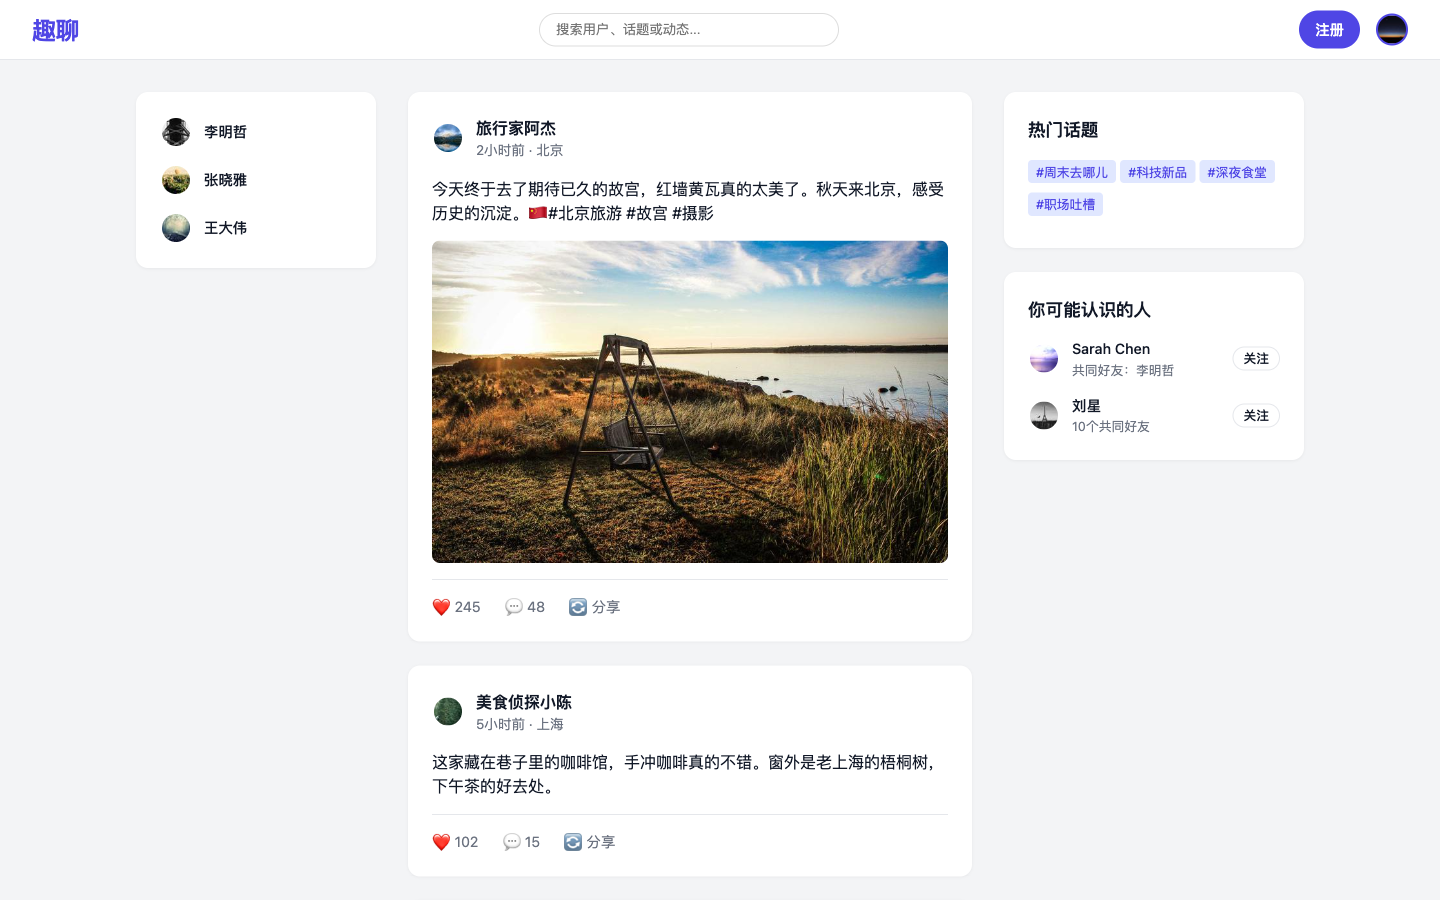 趣聊
搜索用户、话题或动态...
注册
李明哲
张晓雅
王大伟
旅行家阿杰
2小时前 · 北京
今天终于去了期待已久的故宫，红墙黄瓦真的太美了。秋天来北京，感受
历史的沉淀。🇨🇳#北京旅游 #故宫 #摄影
❤️ 245 💬 48 🔄 分享
美食侦探小陈
5小时前 · 上海
这家藏在巷子里的咖啡馆，手冲咖啡真的不错。窗外是老上海的梧桐树，
下午茶的好去处。
❤️ 102 💬 15 🔄 分享
热门话题
#周末去哪儿 #科技新品 #深夜食堂
#职场吐槽
你可能认识的人
Sarah Chen
共同好友：李明哲
关注
刘星
10个共同好友
关注